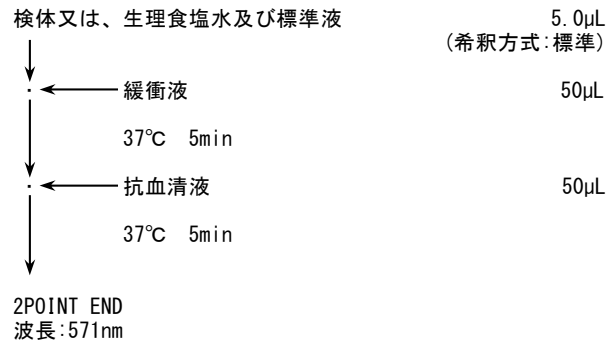 検体又は、生理食塩水及び標準液 5.0µL
(希釈方式:標準)
緩衝液 50µL
37℃ 5min
抗血清液 50µL
37℃ 5min
2POINT END
波長:571nm